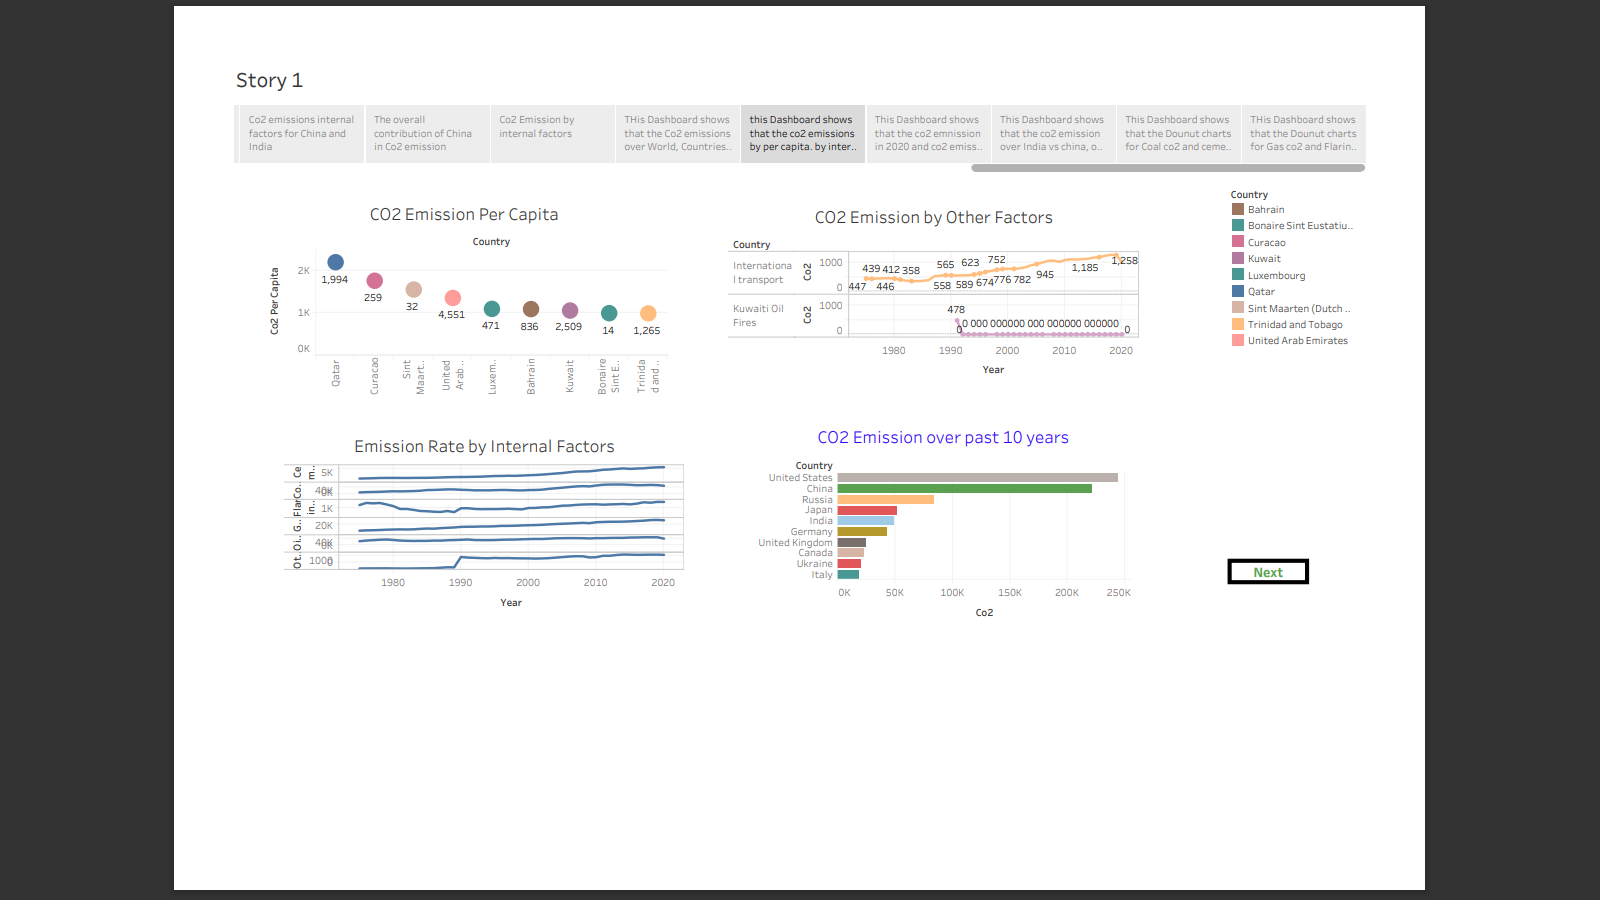 Story 1
Co2 emissions internal
factors for China and
India
The overall
contribution of China
in Co2 emission
Co2 Emission by
internal factors
THis Dashboard shows
that the Co2 emissions
over World, Countries..
this Dashboard shows
that the co2 emissions
by per capita. by inter..
this Dashboard shows
that the co2 emnission
in 2020 and co2 emiss..
this Dashboard shows
that the co2 emission
over India vs china, o..
this Dashboard shows
that the Dounut charts
for Coal co2 and ceme..
THis Dashboard shows
that the Dounut charts
for Gas co2 and Flarin..
CO2 Emission Per Capita
Country
Co2 Per Capita
2K
1K
0K
1,994
259
32
4,551
471
836
2,509
14
1,265
Qatar
Curacao
Sint
Maart..
United
Arab..
Luxem..
Bahrain
Kuwait
Bonaire
Sint E..
Trinida
d and..
CO2 Emission by Other Factors
Country
Internationa
l transport
Co2
1000
0
447
439
446
412
358
558
565
589
623
674
752
776
782
945
1,185
1,258
Kuwaiti Oil
Fires
Co2
1000
0
478
0
0 000 000000 000 000 000000 000000
0
1980
1990
2000
2010
2020
Year
Country
Bahrain
Bonaire Sint Eustatiu..
Curacao
Kuwait
Luxembourg
Qatar
Sint Maarten (Dutch ..
Trinidad and Tobago
United Arab Emirates
Emission Rate by Internal Factors
Ce
m..
5K
Co..
40K
0K
Flar
in..
1K
G..
20K
Oi..
40K
0K
Ot..
1000
0
1980
1990
2000
2010
2020
Year
CO2 Emission over past 10 years
Country
United States
China
Russia
Japan
India
Germany
United Kingdom
Canada
Ukraine
Italy
0K
50K
100K
150K
200K
250K
Co2
Next